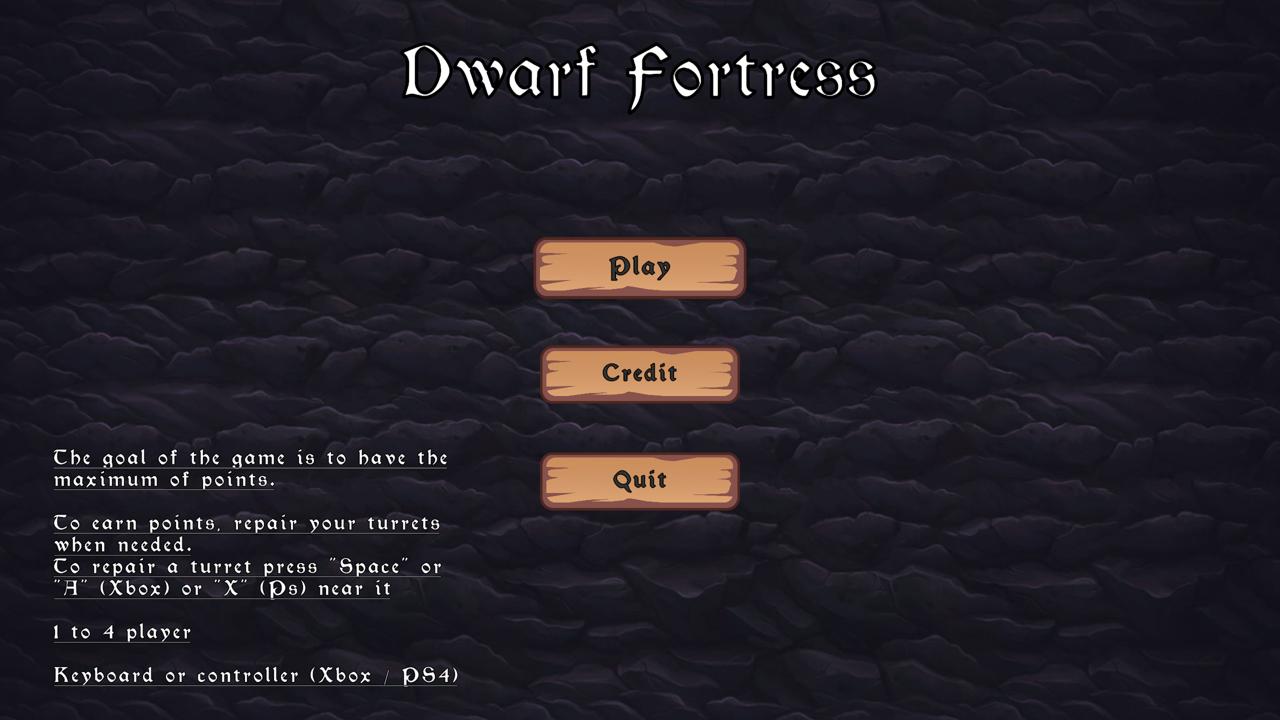 Dwarf Fortress
Play
Credit
Quit
The goal of the game is to have the
maximum of points.
To earn points, repair your turrets
when needed.
To repair a turret press "Space" or
"A" (Xbox) or "X" (Ps) near it
1 to 4 player
Keyboard or controller (Xbox / PS4)